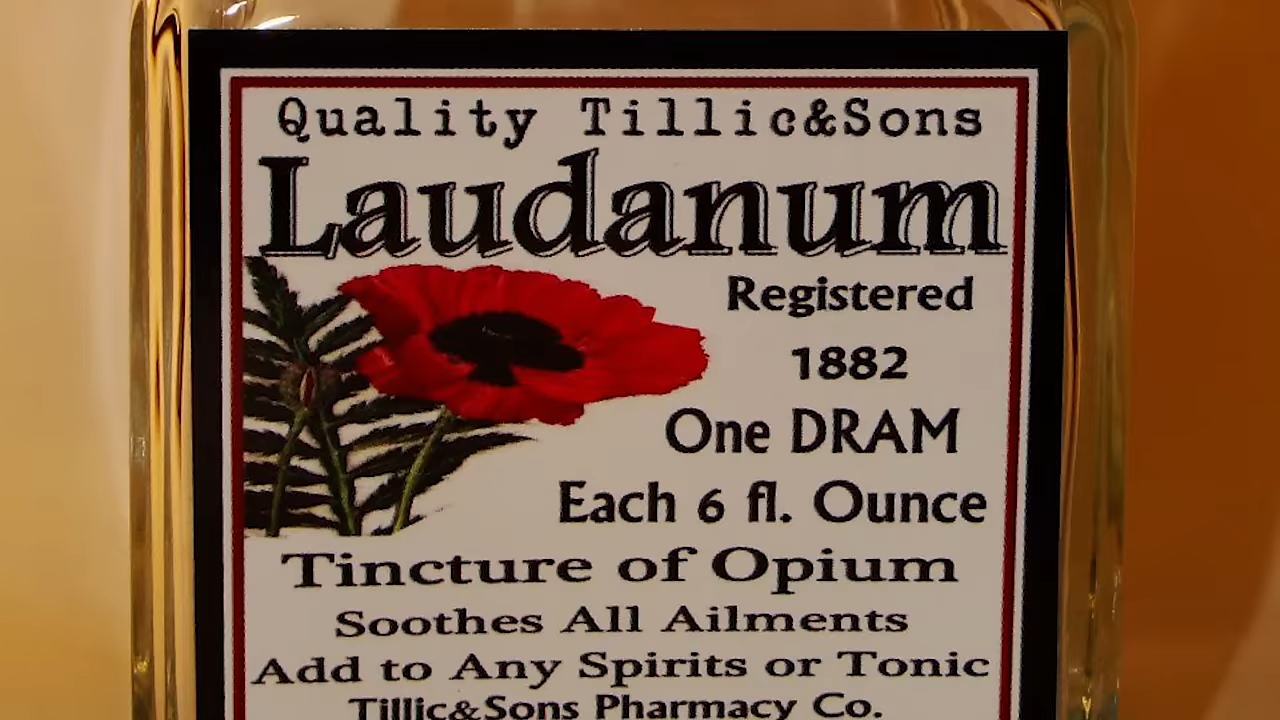 Quality Tillic&Sons
Laudanum
Registered
1882
One DRAM
Each 6 fl. Ounce
Tincture of Opium
Soothes All Ailments
Add to Any Spirits or Tonic
Tillic&Sons Pharmacy Co.